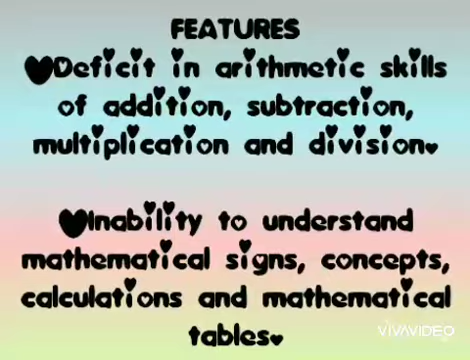 FEATURES
Deficit in arithmetic skills
of addition, subtraction,
multiplication and division.
Inability to understand
mathematical signs, concepts,
calculations and mathematical
tables.
VIVAVIDEO